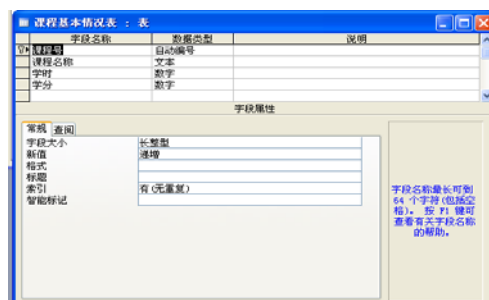 课程基本情况表 : 表
字段名称 数据类型 说明
课程号 自动编号
课程名称 文本
学时 数字
学分 数字
字段属性
常规 查阅
字段大小 长整型
新值 递增
格式
标题
索引 有(无重复)
智能标记
字段名称最长可到
64 个字符(包括空
格)。 按 F1 键可
查看有关字段名称
的帮助。